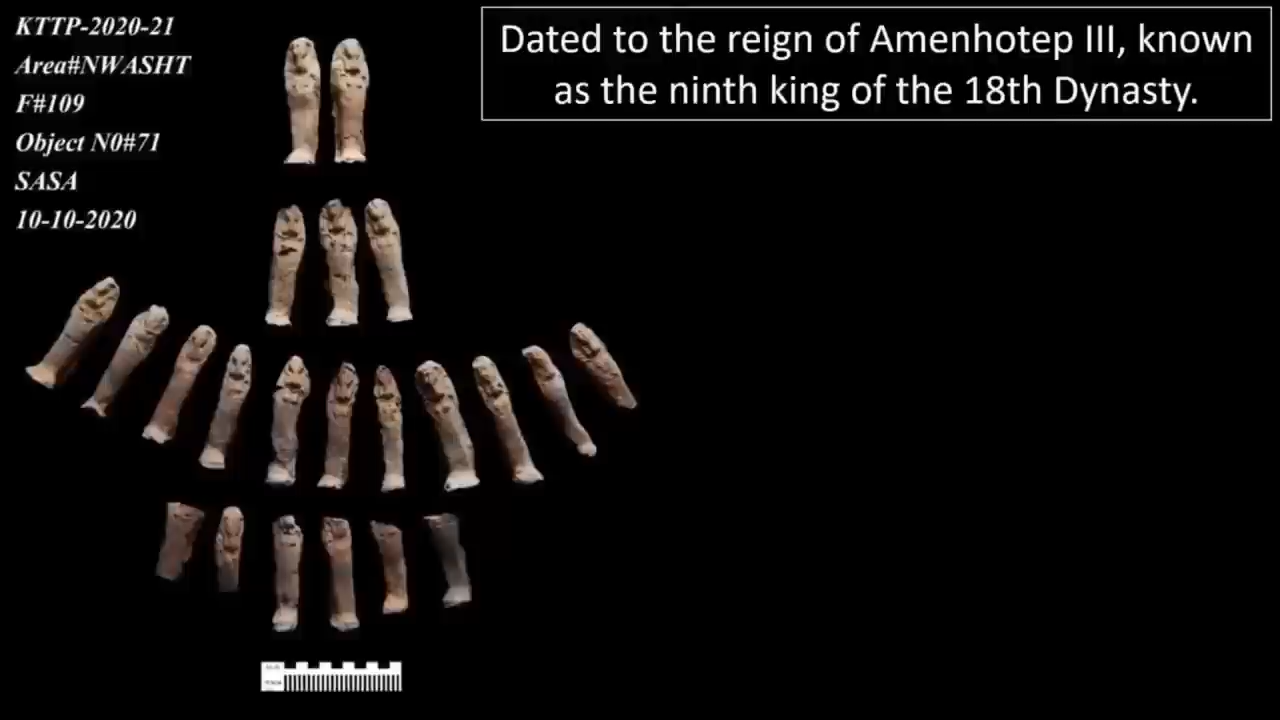 KTTP-2020-21
Area#NWASHT
F#109
Object N0#71
SASA
10-10-2020
Dated to the reign of Amenhotep III, known
as the ninth king of the 18th Dynasty.